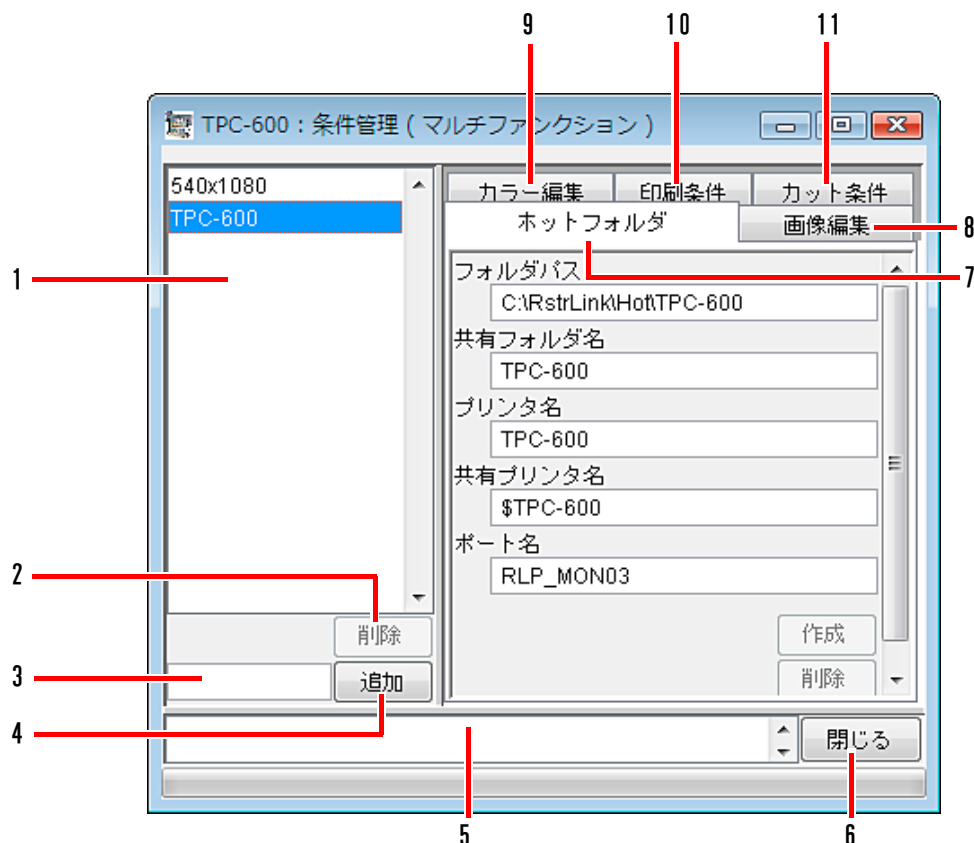 9 10 11
TPC-600：条件管理 ( マルチファンクション )
540x1080
TPC-600
カラー編集 印刷条件 カット条件
ホットフォルダ 画像編集 8
フォルダパス 7
1
C:\RstrLink\Hot\TPC-600
共有フォルダ名
TPC-600
プリンタ名
TPC-600
共有プリンタ名
$TPC-600
ポート名
RLP_MON03
2
削除 作成
3 追加 削除
4 閉じる
5 6